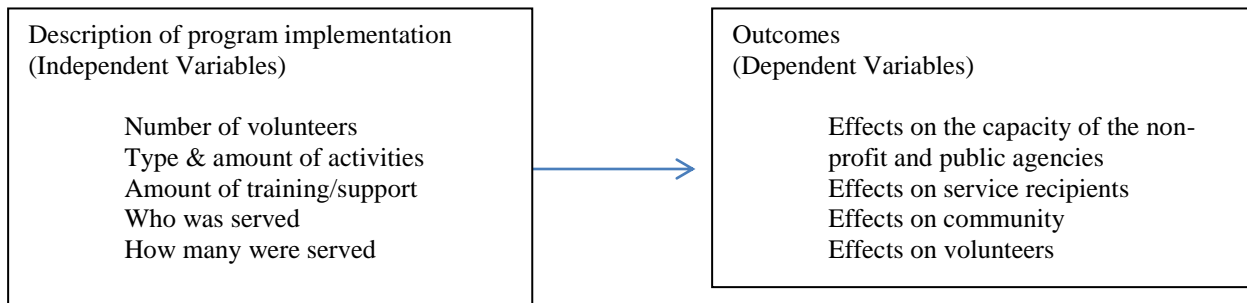 Description of program implementation
(Independent Variables)
Number of volunteers
Type & amount of activities
Amount of training/support
Who was served
How many were served
Outcomes
(Dependent Variables)
Effects on the capacity of the non-
profit and public agencies
Effects on service recipients
Effects on community
Effects on volunteers